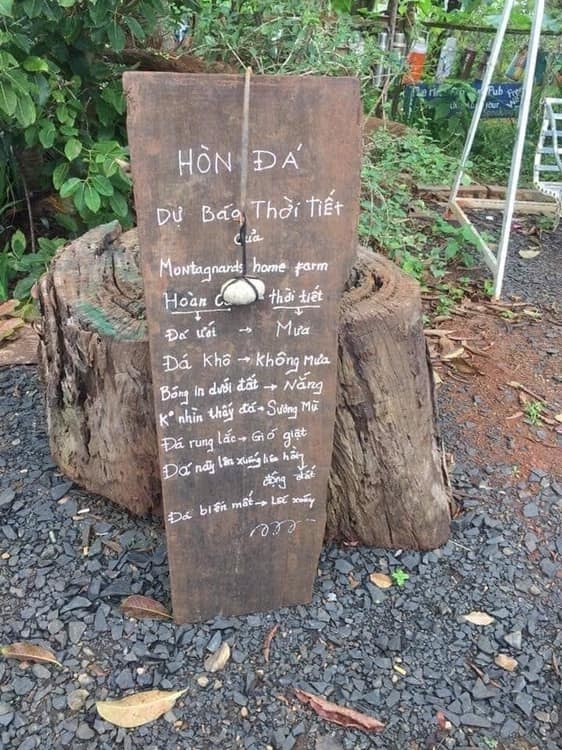 HÒN ĐÁ
Dự Báo Thời Tiết
của
Montagnards home farm
Hoàn thời tiết
Đá ướt → Mưa
Đá khô → không mưa
Bóng in dưới đất → Nắng
K° nhìn thấy đá → Sương Mù
Đá rung lắc → Gió giật
Đá nảy lên xuống liên hồi
động đất
Đá biến mất → Lốc xoáy
Pub